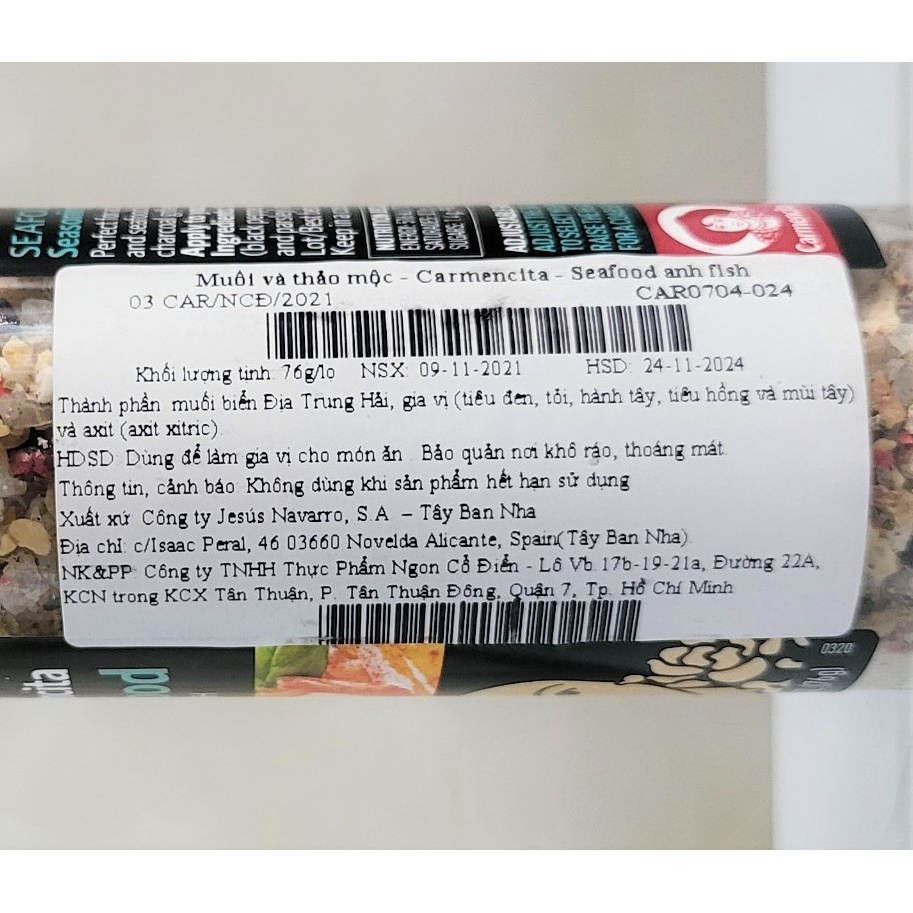 Muối và thảo mộc - Carmencita - Seafood anh fish
03 CAR/NCĐ/2021 CAR0704-024
Khối lượng tịnh: 76g/lọ NSX: 09-11-2021 HSD: 24-11-2024
Thành phần: muối biển Địa Trung Hải, gia vị (tiêu đen, tỏi, hành tây, tiêu hồng và mùi tây)
và axit (axit xitric).
HDSD: Dùng để làm gia vị cho món ăn. Bảo quản nơi khô ráo, thoáng mát.
Thông tin, cảnh báo: Không dùng khi sản phẩm hết hạn sử dụng
Xuất xứ: Công ty Jesús Navarro, S.A. – Tây Ban Nha
Địa chỉ: c/Isaac Peral, 46 03660 Novelda Alicante, Spain(Tây Ban Nha).
NK&PP: Công ty TNHH Thực Phẩm Ngon Cổ Điển - Lô Vb.17b-19-21a, Đường 22A,
KCN trong KCX Tân Thuận, P. Tân Thuận Đông, Quận 7, Tp. Hồ Chí Minh
Carmencita
0320